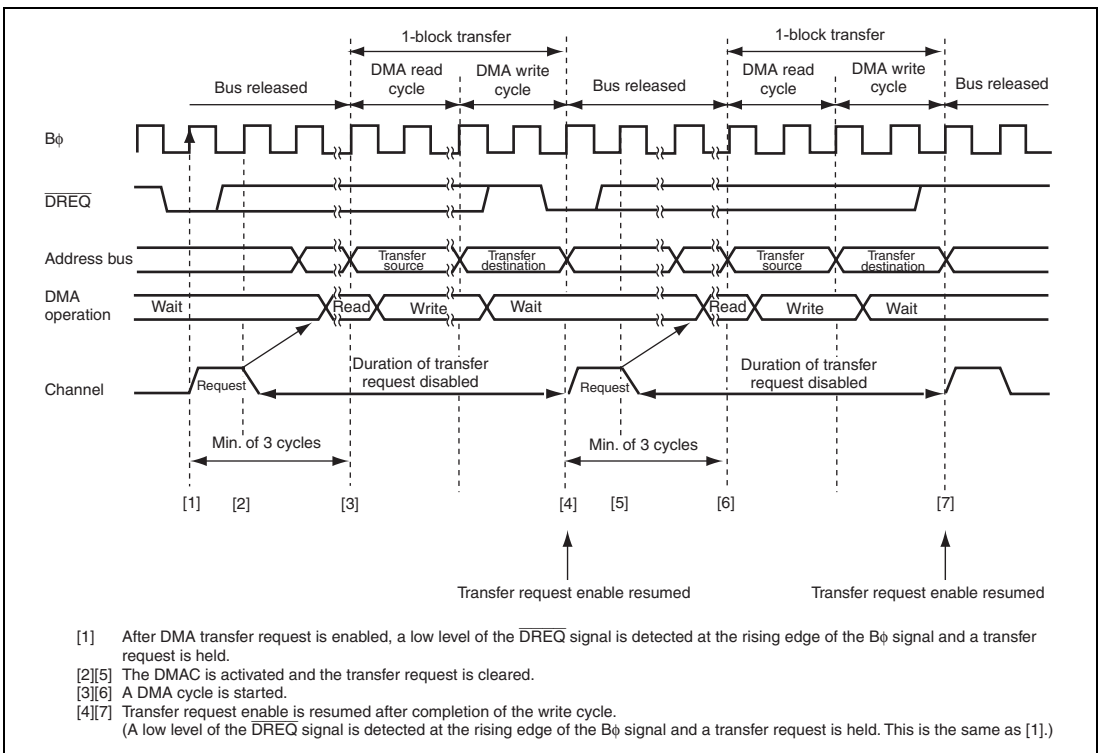 1-block transfer 1-block transfer
DMA read cycle DMA write cycle DMA read cycle DMA write cycle
Bus released Bus released Bus released
Bφ
DREQ
Address bus Transfer source Transfer destination Transfer source Transfer destination
DMA operation Wait Read Write Wait Read Write Wait
Channel Request Duration of transfer request disabled Request Duration of transfer request disabled
Min. of 3 cycles Min. of 3 cycles
[1] [2] [3] [4] [5] [6] [7]
Transfer request enable resumed Transfer request enable resumed
[1] After DMA transfer request is enabled, a low level of the DREQ signal is detected at the rising edge of the Bφ signal and a transfer
request is held.
[2][5] The DMAC is activated and the transfer request is cleared.
[3][6] A DMA cycle is started.
[4][7] Transfer request enable is resumed after completion of the write cycle.
(A low level of the DREQ signal is detected at the rising edge of the Bφ signal and a transfer request is held. This is the same as [1].)